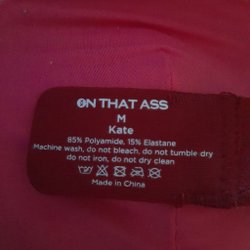 ON THAT ASS
M
Kate
85% Polyamide, 15% Elastane
Machine wash, do not bleach, do not tumble dry
do not iron, do not dry clean
Made in China